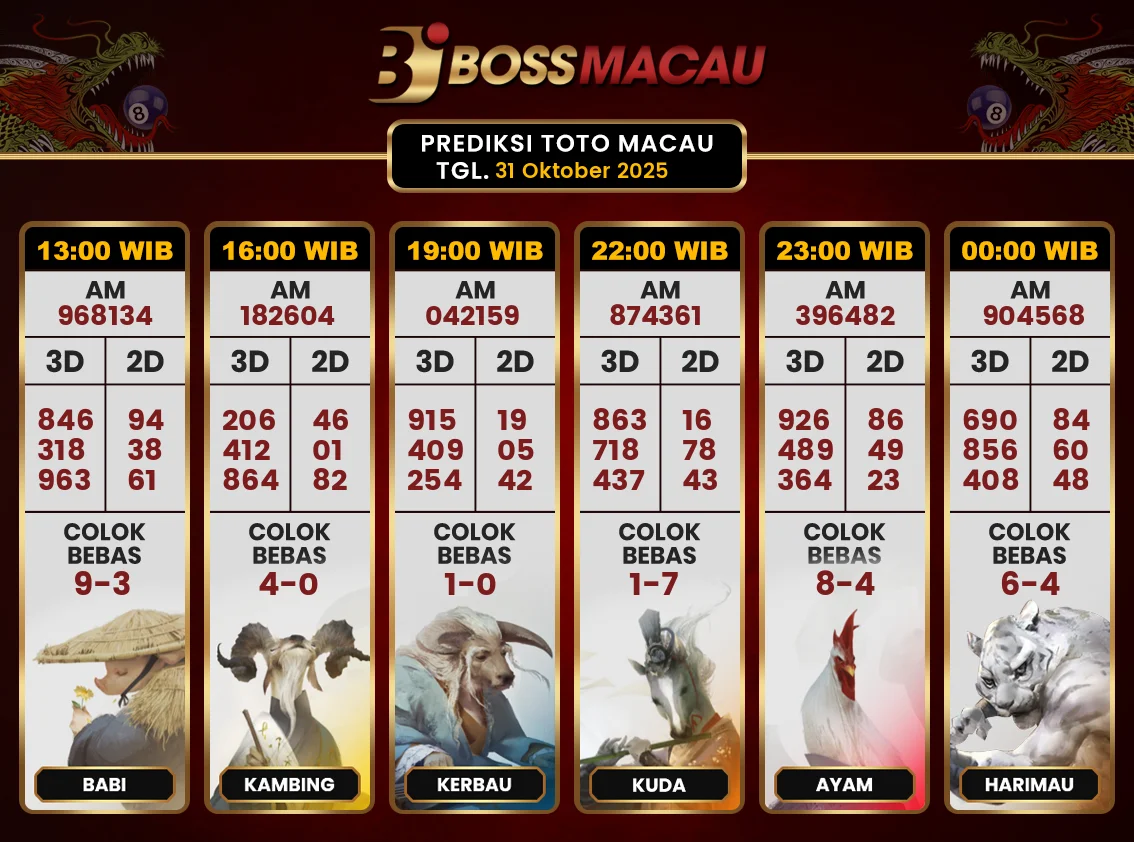 BJ BOSSMACAU
PREDIKSI TOTO MACAU
TGL. 31 Oktober 2025
8
8
13:00 WIB
AM
968134
3D 2D
846 94
318 38
963 61
COLOK
BEBAS
9-3
BABI
16:00 WIB
AM
182604
3D 2D
206 46
412 01
864 82
COLOK
BEBAS
4-0
KAMBING
19:00 WIB
AM
042159
3D 2D
915 19
409 05
254 42
COLOK
BEBAS
1-0
KERBAU
22:00 WIB
AM
874361
3D 2D
863 16
718 78
437 43
COLOK
BEBAS
1-7
KUDA
23:00 WIB
AM
396482
3D 2D
926 86
489 49
364 23
COLOK
BEBAS
8-4
AYAM
00:00 WIB
AM
904568
3D 2D
690 84
856 60
408 48
COLOK
BEBAS
6-4
HARIMAU